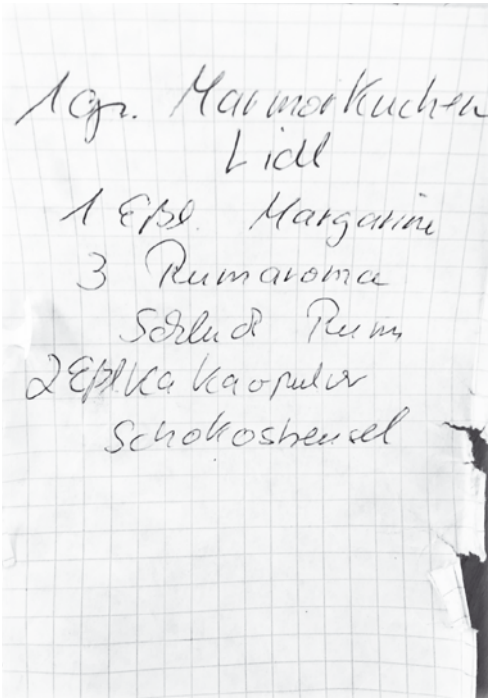 1 gr. Marmorkuchen
Lidl
1 Eßl. Margarine
3 Rumaroma
Schluck Rum
2 Eßl Kakaopulver
Schokostreusel